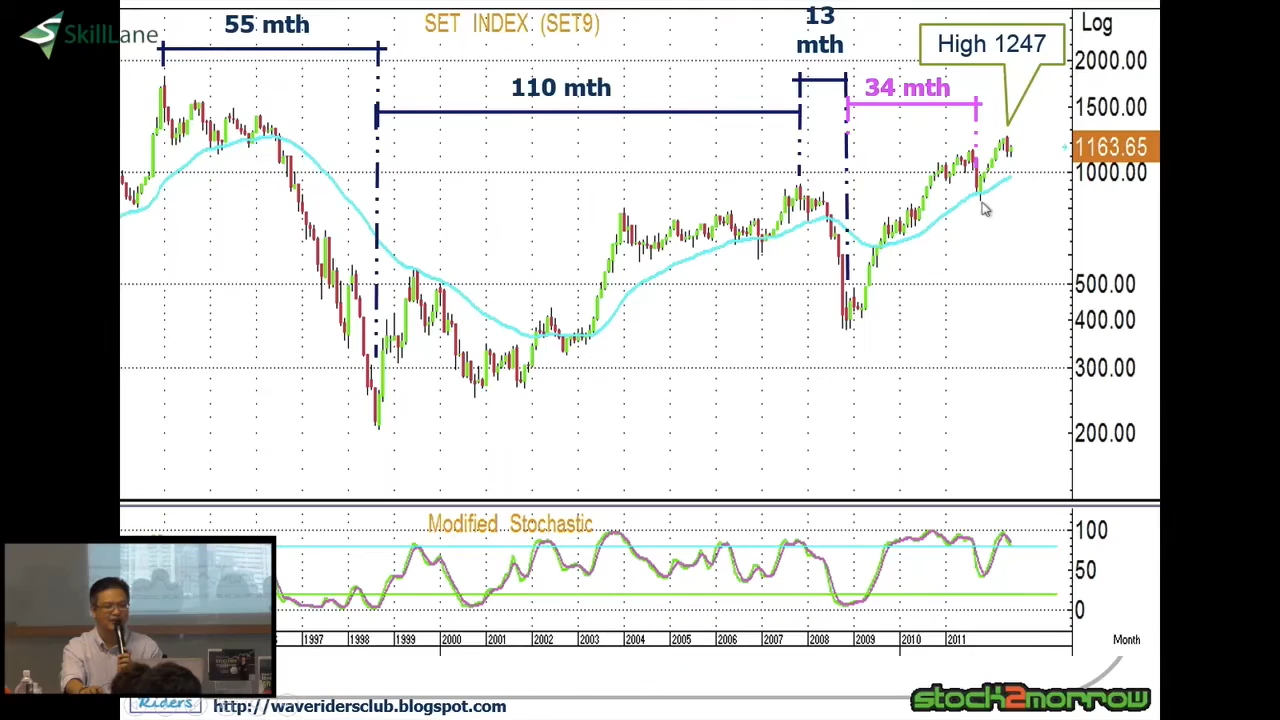 SkillLane
55 mth
SET INDEX (SET9)
13
mth
High 1247
Log
110 mth
34 mth
2000.00
1500.00
1163.65
1000.00
500.00
400.00
300.00
200.00
Modified Stochastic
100
50
0
1997 1998 1999 2000 2001 2002 2003 2004 2005 2006 2007 2008 2009 2010 2011 Month
Riders
http://waveridersclub.blogspot.com
stock2morrow